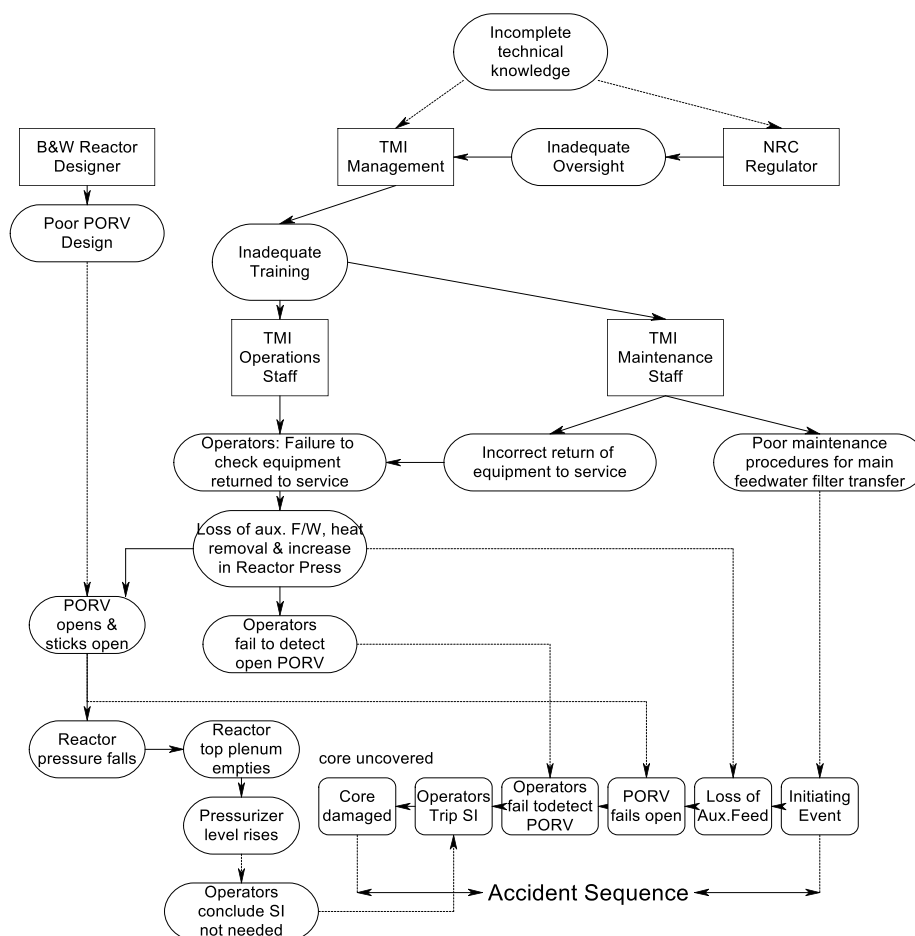 Incomplete
technical
knowledge
B&W Reactor
Designer
TMI
Management
Inadequate
Oversight
NRC
Regulator
Poor PORV
Design
Inadequate
Training
TMI
Operations
Staff
TMI
Maintenance
Staff
Operators: Failure to
check equipment
returned to service
Incorrect return of
equipment to service
Poor maintenance
procedures for main
feedwater filter transfer
Loss of aux. F/W, heat
removal & increase
in Reactor Press
PORV
opens &
sticks open
Operators
fail to detect
open PORV
Reactor
pressure falls
Reactor
top plenum
empties
core uncovered
Core
damaged
Operators
Trip SI
Operators
fail todetect
PORV
PORV
fails open
Loss of
Aux.Feed
Initiating
Event
Pressurizer
level rises
Operators
conclude SI
not needed
Accident Sequence